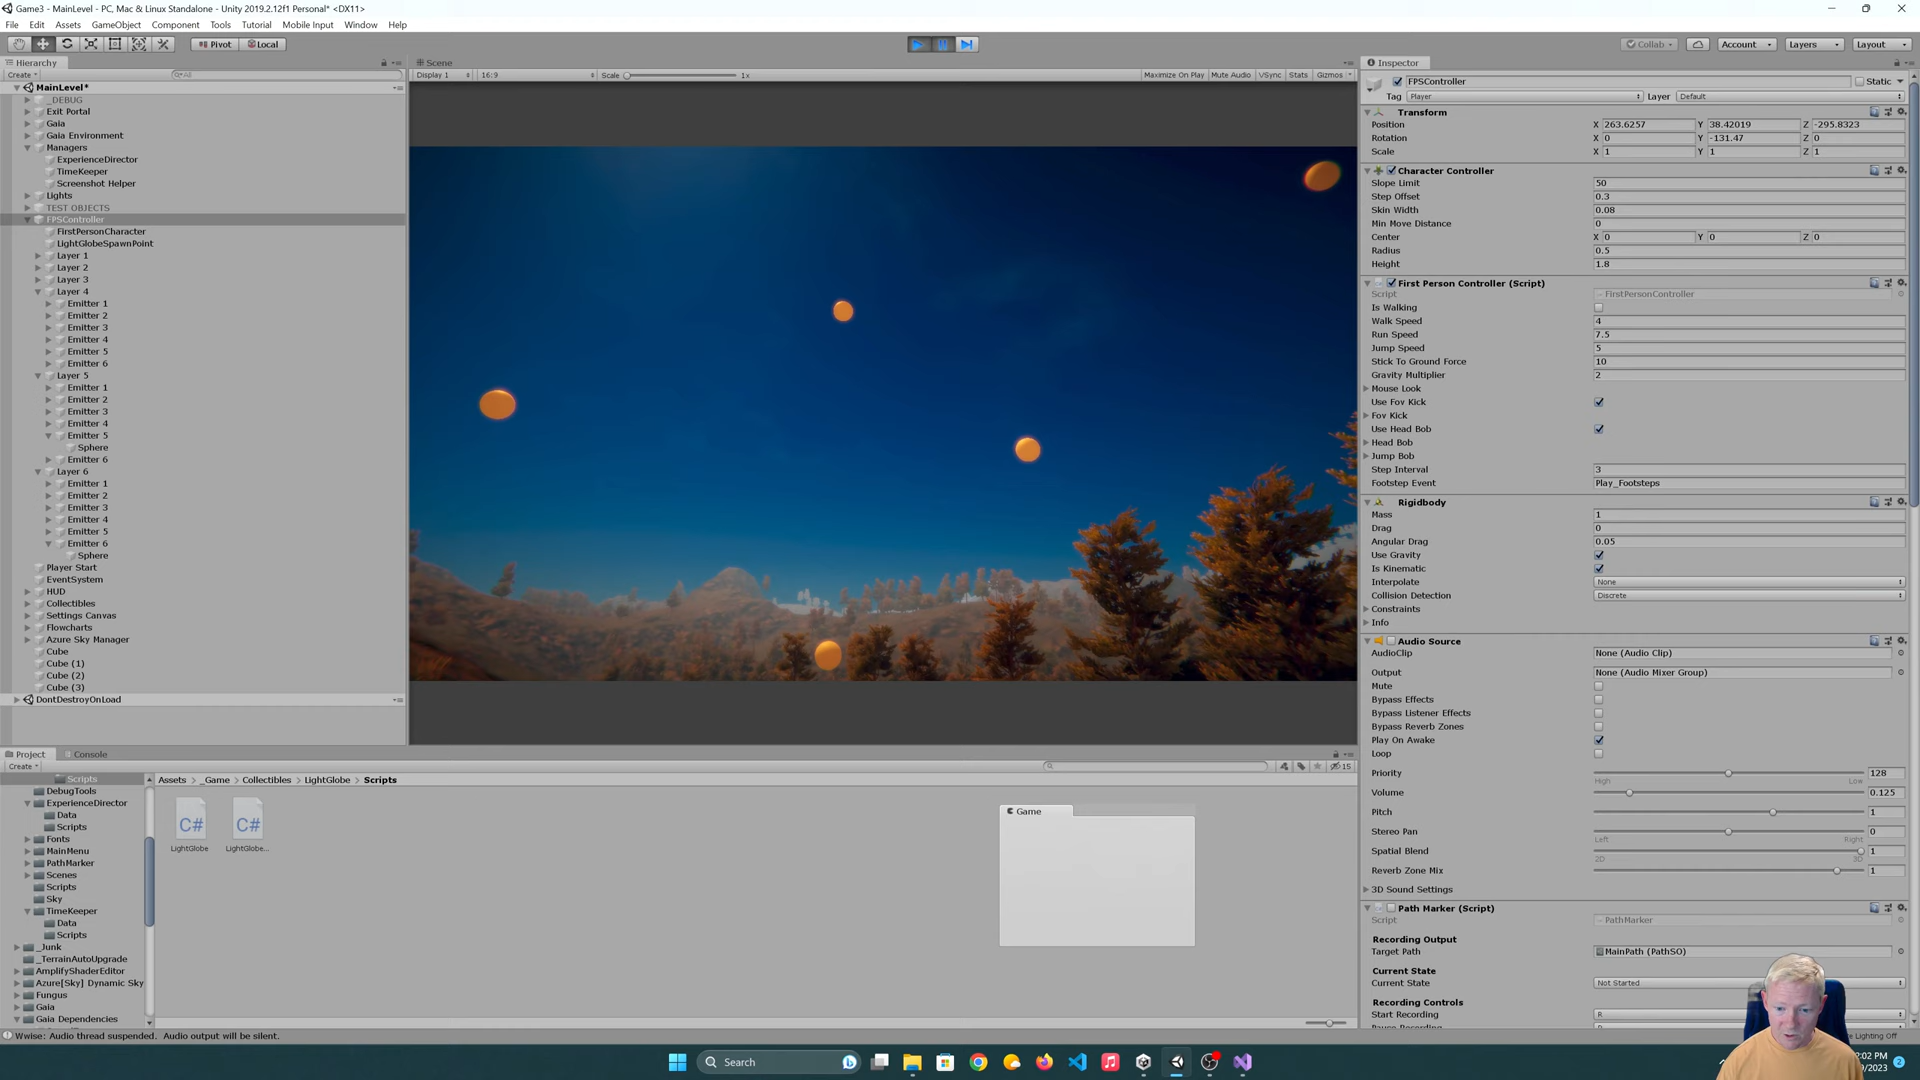 Game3 - MainLevel - PC, Mac & Linux Standalone - Unity 2019.2.12f1 Personal* <DX11>
File Edit Assets GameObject Component Tools Tutorial Mobile Input Window Help
Pivot Local
Collab Account Layers Layout
Hierarchy
Create All
MainLevel*
_DEBUG
Exit Portal
Gaia
Gaia Environment
Managers
ExperienceDirector
TimeKeeper
Screenshot Helper
Lights
TEST OBJECTS
FPSController
FirstPersonCharacter
LightGlobeSpawnPoint
Layer 1
Layer 2
Layer 3
Layer 4
Emitter 1
Emitter 2
Emitter 3
Emitter 4
Emitter 5
Emitter 6
Layer 5
Emitter 1
Emitter 2
Emitter 3
Emitter 4
Emitter 5
Sphere
Emitter 6
Layer 6
Emitter 1
Emitter 2
Emitter 3
Emitter 4
Emitter 5
Emitter 6
Sphere
Player Start
EventSystem
HUD
Collectibles
Settings Canvas
Flowcharts
Azure Sky Manager
Cube
Cube (1)
Cube (2)
Cube (3)
DontDestroyOnLoad
Scene
Display 1 16:9 Scale 1x Maximize On Play Mute Audio VSync Stats Gizmos
Inspector
FPSController Static
Tag Player Layer Default
Transform
Position X 263.6257 Y 38.42019 Z -295.8323
Rotation X 0 Y -131.47 Z 0
Scale X 1 Y 1 Z 1
Character Controller
Slope Limit 50
Step Offset 0.3
Skin Width 0.08
Min Move Distance 0
Center X 0 Y 0 Z 0
Radius 0.5
Height 1.8
First Person Controller (Script)
Script FirstPersonController
Is Walking
Walk Speed 4
Run Speed 7.5
Jump Speed 5
Stick To Ground Force 10
Gravity Multiplier 2
Mouse Look
Use Fov Kick
Fov Kick
Use Head Bob
Head Bob
Jump Bob
Step Interval 3
Footstep Event Play_Footsteps
Rigidbody
Mass 1
Drag 0
Angular Drag 0.05
Use Gravity
Is Kinematic
Interpolate None
Collision Detection Discrete
Constraints
Info
Audio Source
AudioClip None (Audio Clip)
Output None (Audio Mixer Group)
Mute
Bypass Effects
Bypass Listener Effects
Bypass Reverb Zones
Play On Awake
Loop
Priority 128
High Low
Volume 0.125
Pitch 1
Stereo Pan 0
Left Right
Spatial Blend 1
2D 3D
Reverb Zone Mix 1
3D Sound Settings
Path Marker (Script)
Script PathMarker
Recording Output
Target Path MainPath (PathSO)
Current State
Current State Not Started
Recording Controls
Start Recording R
Project Console
Create 15
Scripts
DebugTools
ExperienceDirector
Data
Scripts
Fonts
MainMenu
PathMarker
Scenes
Scripts
Sky
TimeKeeper
Data
Scripts
_Junk
_TerrainAutoUpgrade
AmplifyShaderEditor
Azure[Sky] Dynamic Sky
Fungus
Gaia
Gaia Dependencies
Assets > _Game > Collectibles > LightGlobe > Scripts
C# C#
LightGlobe LightGlobe...
Game
Wwise: Audio thread suspended. Audio output will be silent.
Lighting Off
Search
:02 PM
/2023
2